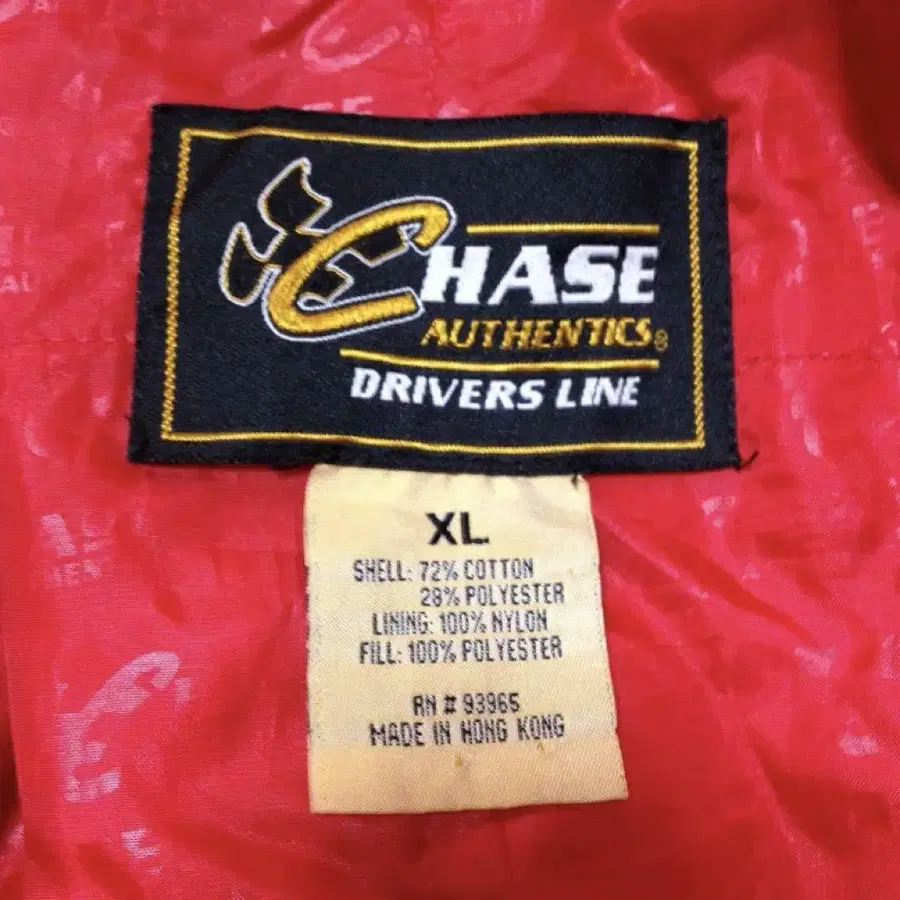 CHASE
AUTHENTICS®
DRIVERS LINE
XL
SHELL: 72% COTTON
28% POLYESTER
LINING: 100% NYLON
FILL: 100% POLYESTER
RN # 93965
MADE IN HONG KONG